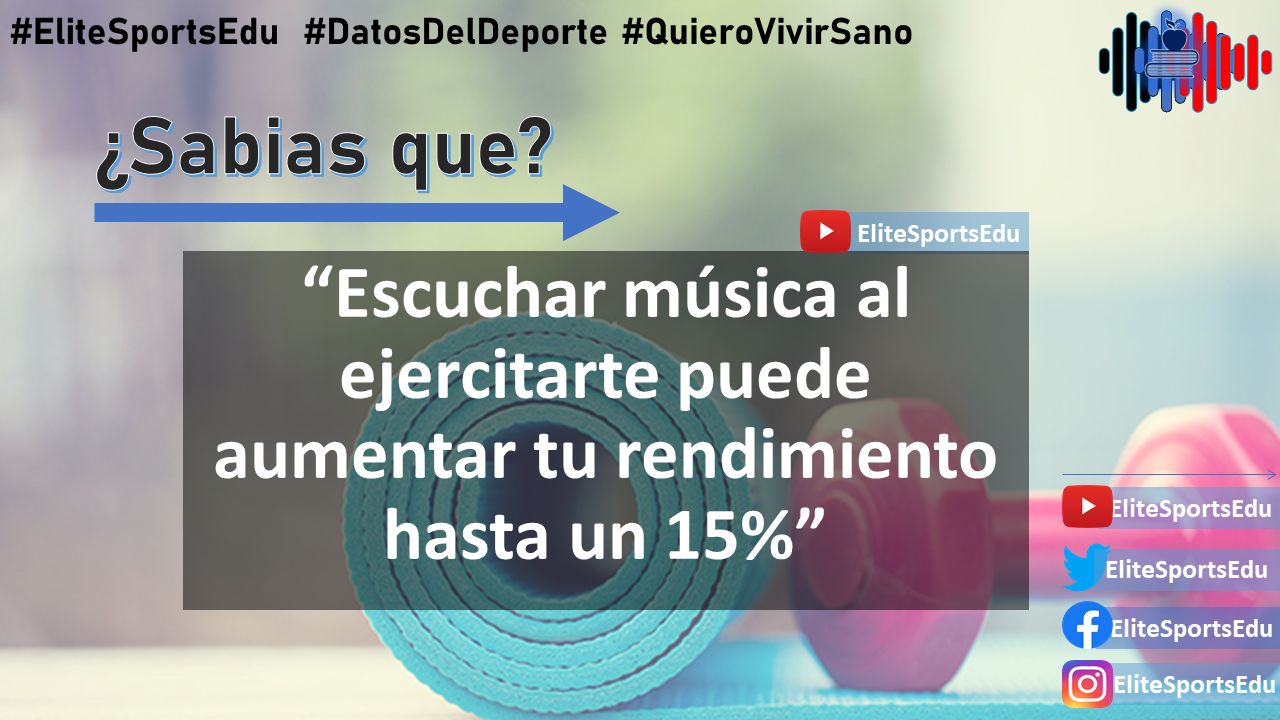 #EliteSportsEdu #DatosDelDeporte #QuieroVivirSano
¿Sabias que?
EliteSportsEdu
“Escuchar música al
ejercitarte puede
aumentar tu rendimiento
hasta un 15%”
EliteSportsEdu
EliteSportsEdu
EliteSportsEdu
EliteSportsEdu